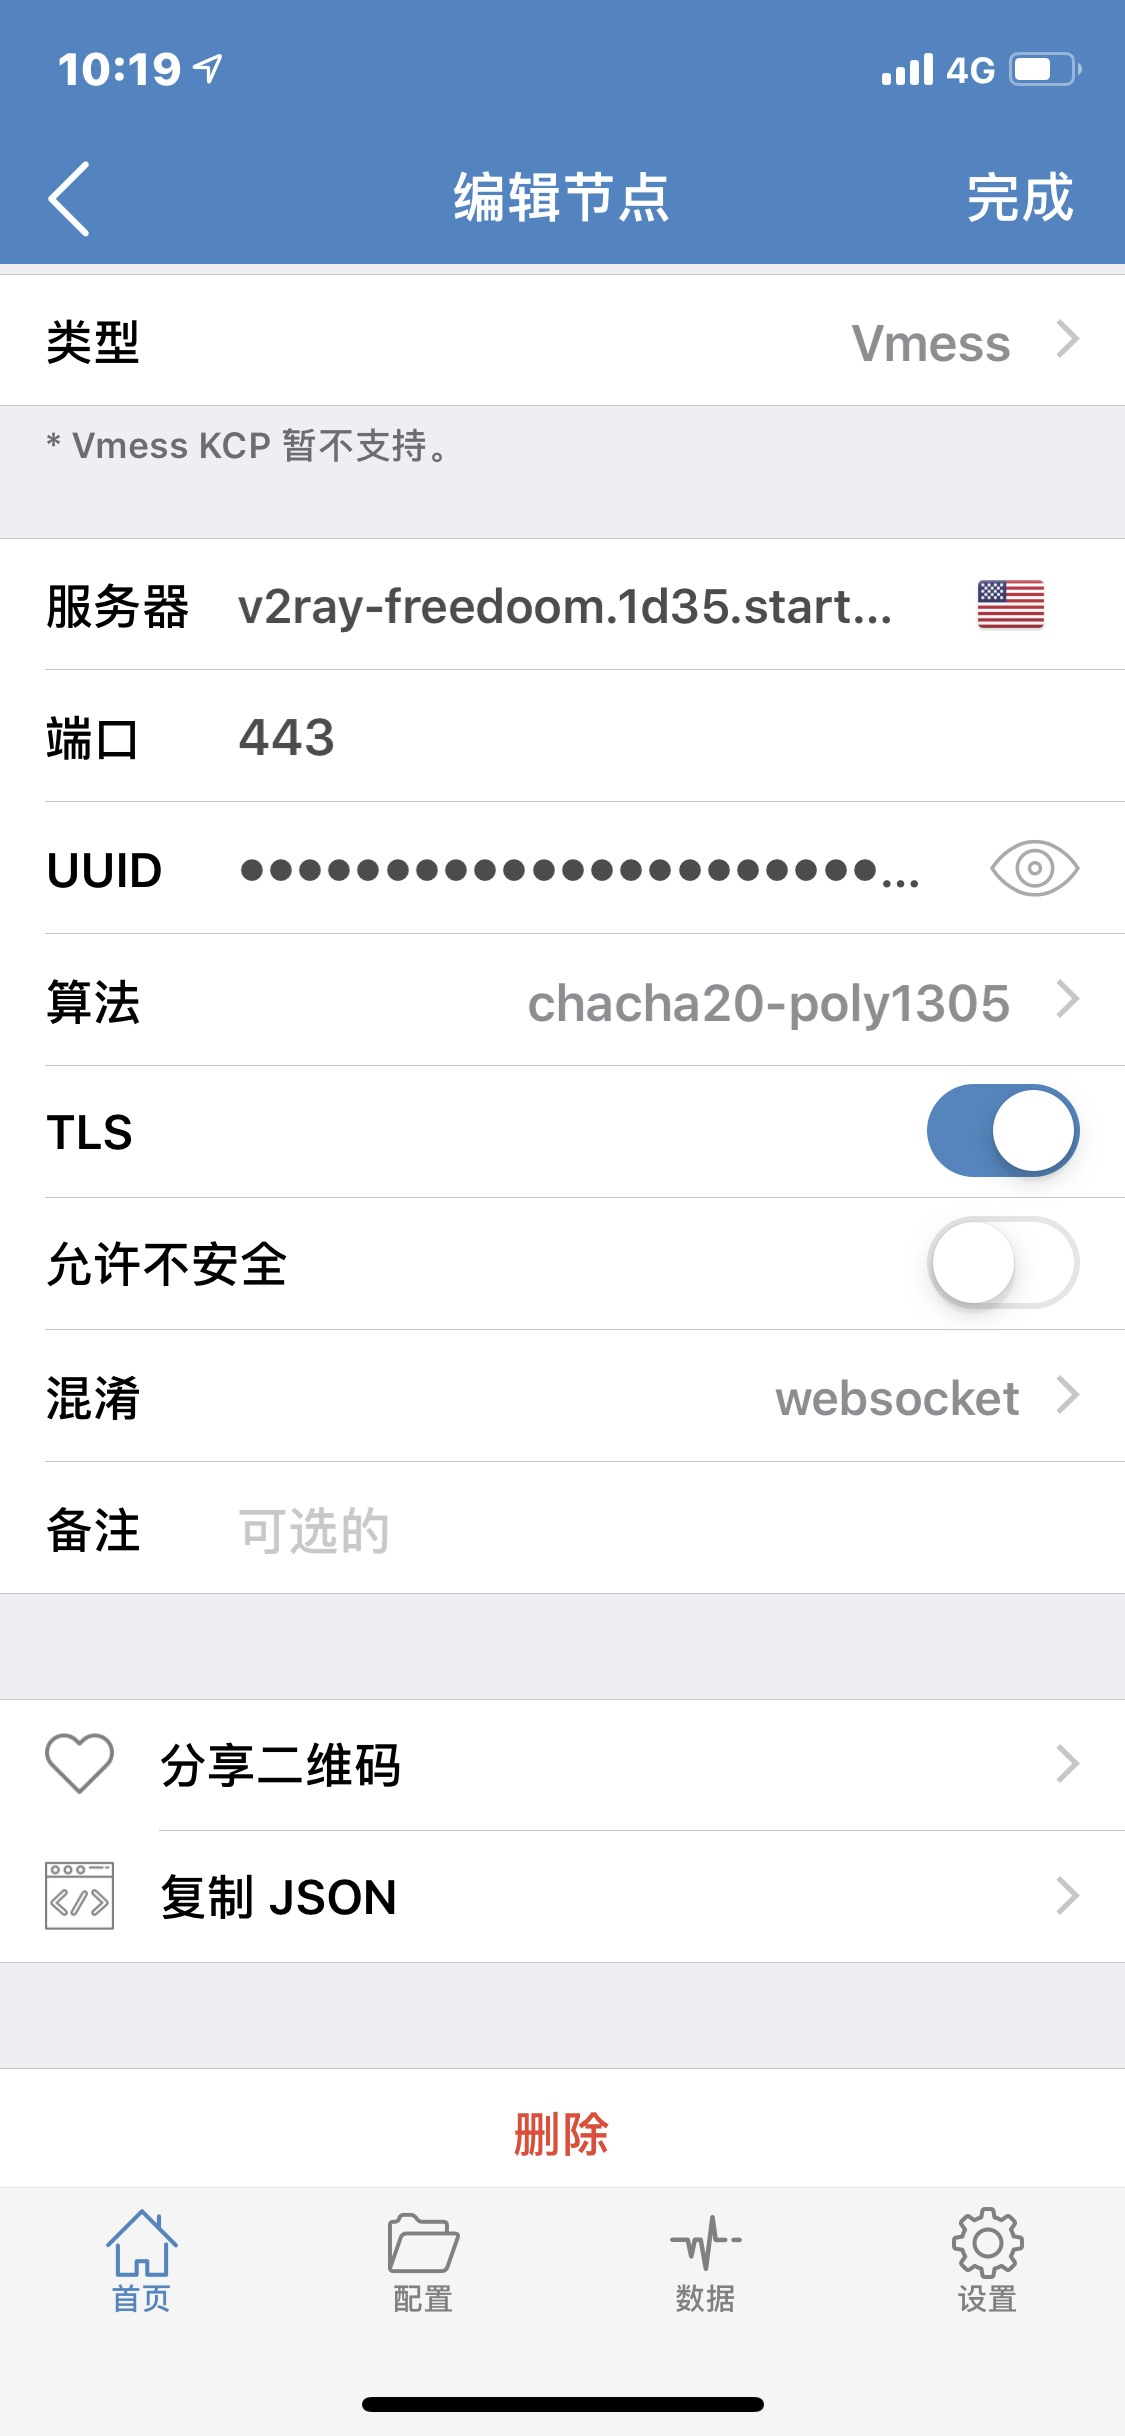 10:19
4G
编辑节点
完成
类型 Vmess
* Vmess KCP 暂不支持。
服务器 v2ray-freedoom.1d35.start...
端口 443
UUID ●●●●●●●●●●●●●●●●●●●●●●...
算法 chacha20-poly1305
TLS
允许不安全
混淆 websocket
备注 可选的
分享二维码
复制 JSON
删除
首页 配置 数据 设置